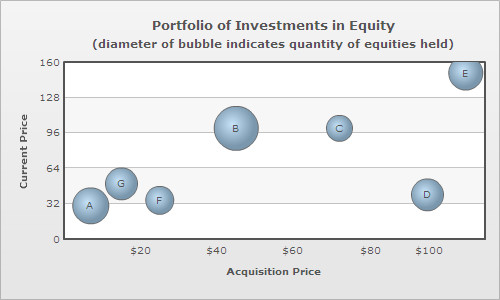 Portfolio of Investments in Equity
(diameter of bubble indicates quantity of equities held)
160
128
96
64
32
0
Current Price
A
G
F
B
C
D
E
$20 $40 $60 $80 $100
Acquisition Price